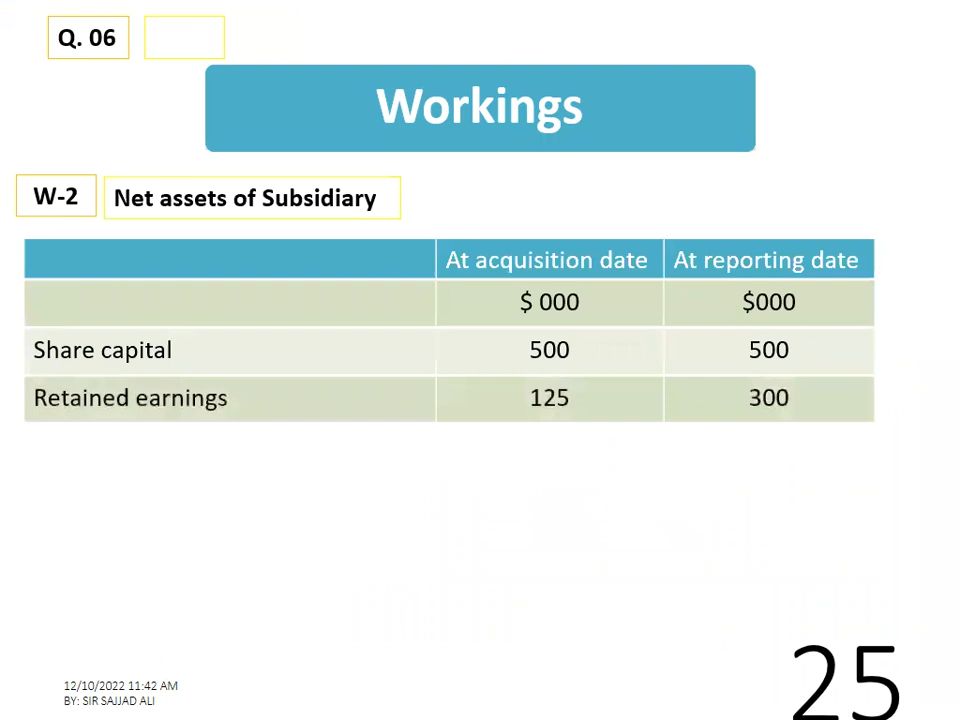 Q. 06
Workings
W-2 Net assets of Subsidiary
At acquisition date At reporting date
$ 000 $000
Share capital 500 500
Retained earnings 125 300
12/10/2022 11:42 AM
BY: SIR SAJJAD ALI
25